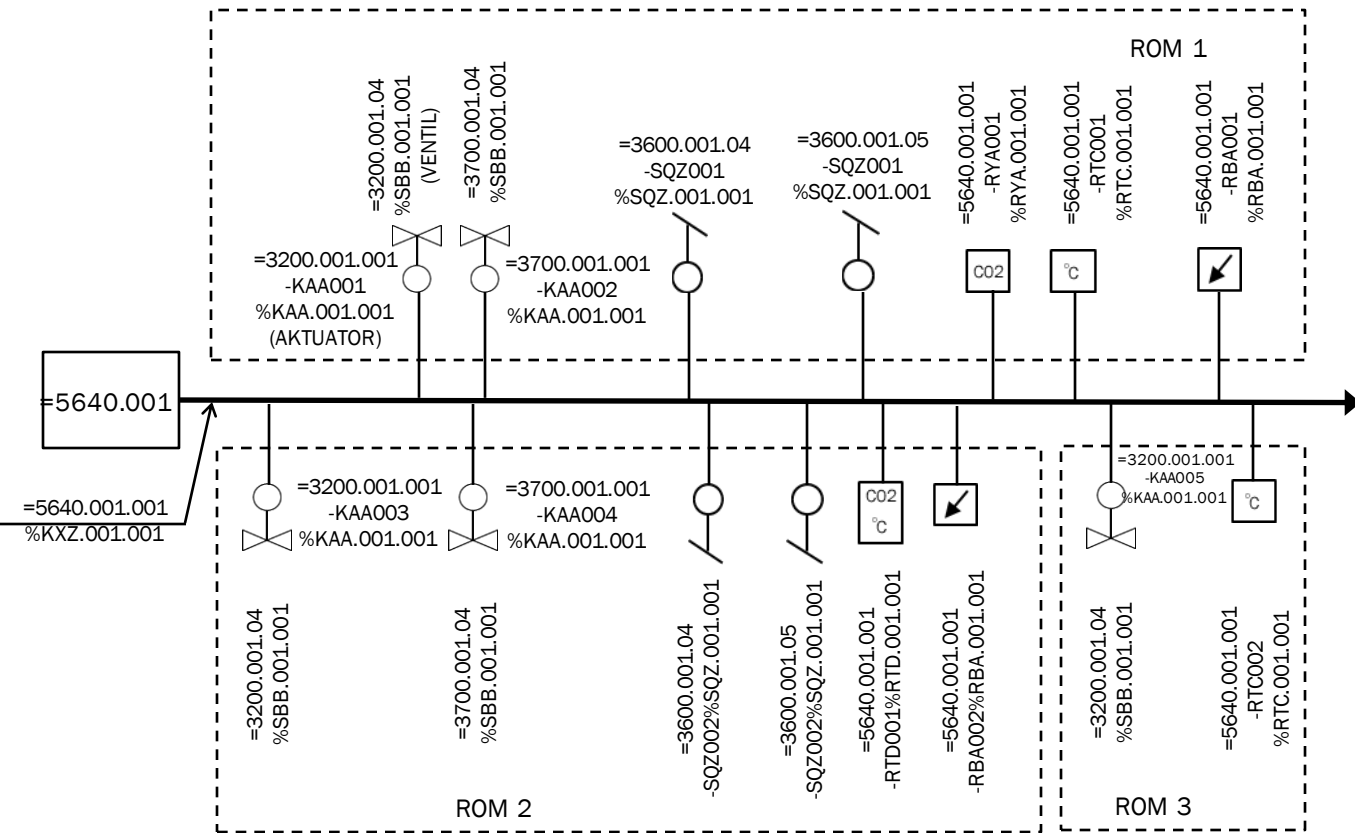 ROM 1
=3200.001.04
%SBB.001.001
(VENTIL)
=3700.001.04
%SBB.001.001
=3600.001.04
-SQZ001
%SQZ.001.001
=3600.001.05
-SQZ001
%SQZ.001.001
=5640.001.001
-RYA001
%RYA.001.001
=5640.001.001
-RTC001
%RTC.001.001
=5640.001.001
-RBA001
%RBA.001.001
=3200.001.001
-KAA001
%KAA.001.001
(AKTUATOR)
=3700.001.001
-KAA002
%KAA.001.001
CO2
°C
=5640.001
=5640.001.001
%KXZ.001.001
=3200.001.001
-KAA003
%KAA.001.001
=3700.001.001
-KAA004
%KAA.001.001
CO2
°C
=3200.001.04
%SBB.001.001
=3700.001.04
%SBB.001.001
=3600.001.04
-SQZ002%SQZ.001.001
=3600.001.05
-SQZ002%SQZ.001.001
=5640.001.001
-RTD001%RTD.001.001
=5640.001.001
-RBA002%RBA.001.001
ROM 2
=3200.001.001
-KAA005
%KAA.001.001
°C
=3200.001.04
%SBB.001.001
=5640.001.001
-RTC002
%RTC.001.001
ROM 3